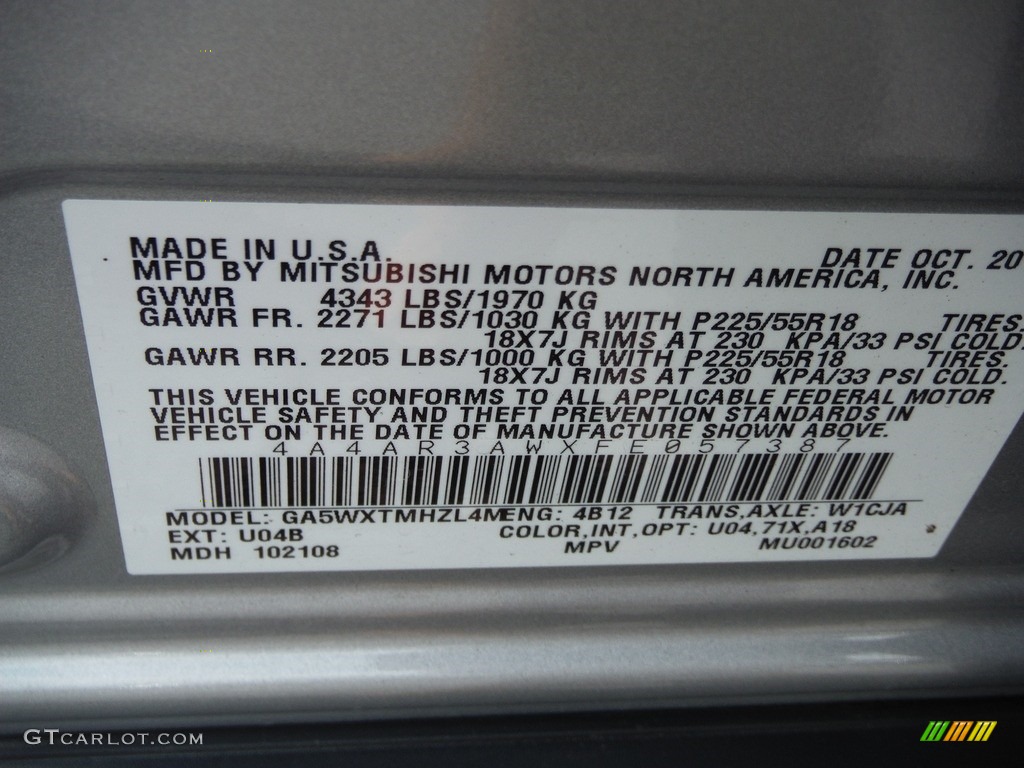 MADE IN U.S.A. DATE OCT. 20
MFD BY MITSUBISHI MOTORS NORTH AMERICA, INC.
GVWR 4343 LBS/1970 KG
GAWR FR. 2271 LBS/1030 KG WITH P225/55R18 TIRES.
18X7J RIMS AT 230 KPA/33 PSI COLD.
GAWR RR. 2205 LBS/1000 KG WITH P225/55R18 TIRES.
18X7J RIMS AT 230 KPA/33 PSI COLD.
THIS VEHICLE CONFORMS TO ALL APPLICABLE FEDERAL MOTOR
VEHICLE SAFETY AND THEFT PREVENTION STANDARDS IN
EFFECT ON THE DATE OF MANUFACTURE SHOWN ABOVE.
4A4AR3AWXFE057387
MODEL: GA5WXTMHZL4M ENG: 4B12 TRANS,AXLE: W1CJA
EXT: U04B COLOR,INT,OPT: U04,71X,A18
MDH 102108 MPV MU001602
GTCARLOT.COM